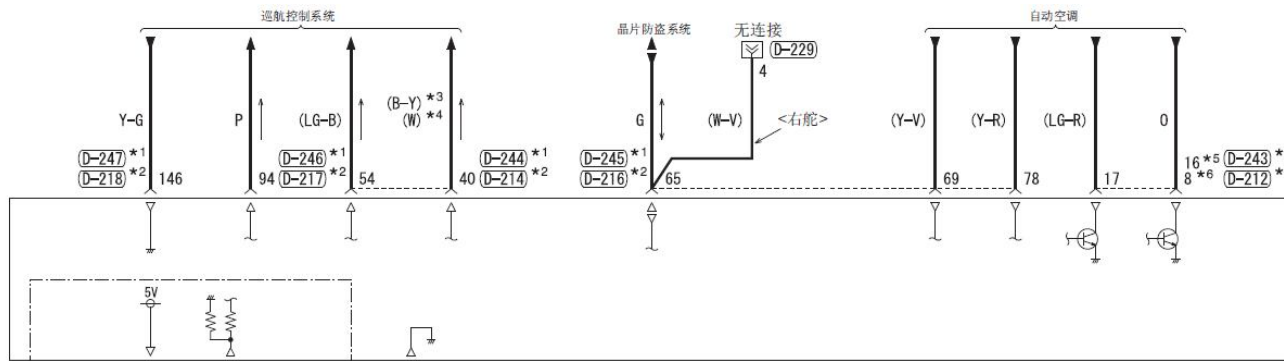 巡航控制系统
晶片防盗系统
无连接
自动空调
D-229
4
Y-G
P
(LG-B)
(B-Y) *3
(W) *4
G
(W-V)
<右舵>
(Y-V)
(Y-R)
(LG-R)
O
D-247 *1
D-218 *2
146
94
D-246 *1
D-217 *2
54
40
D-244 *1
D-214 *2
D-245 *1
D-216 *2
65
69
78
17
16 *5 D-243 *
8 *6 D-212 *
5V